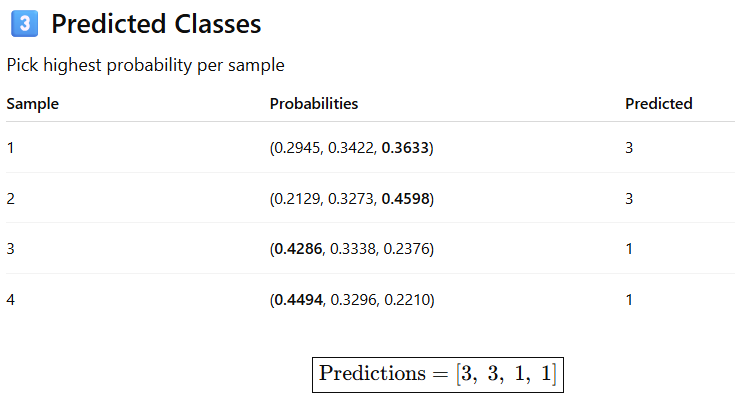 3 Predicted Classes
Pick highest probability per sample
Sample Probabilities Predicted
1 (0.2945, 0.3422, 0.3633) 3
2 (0.2129, 0.3273, 0.4598) 3
3 (0.4286, 0.3338, 0.2376) 1
4 (0.4494, 0.3296, 0.2210) 1
Predictions = [3, 3, 1, 1]